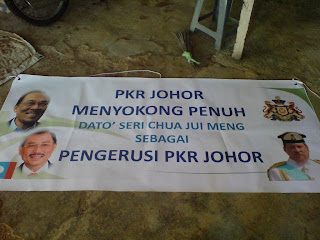 PKR JOHOR
MENYOKONG PENUH
DATO' SERI CHUA JUI MENG
SEBAGAI
PENGERUSI PKR JOHOR